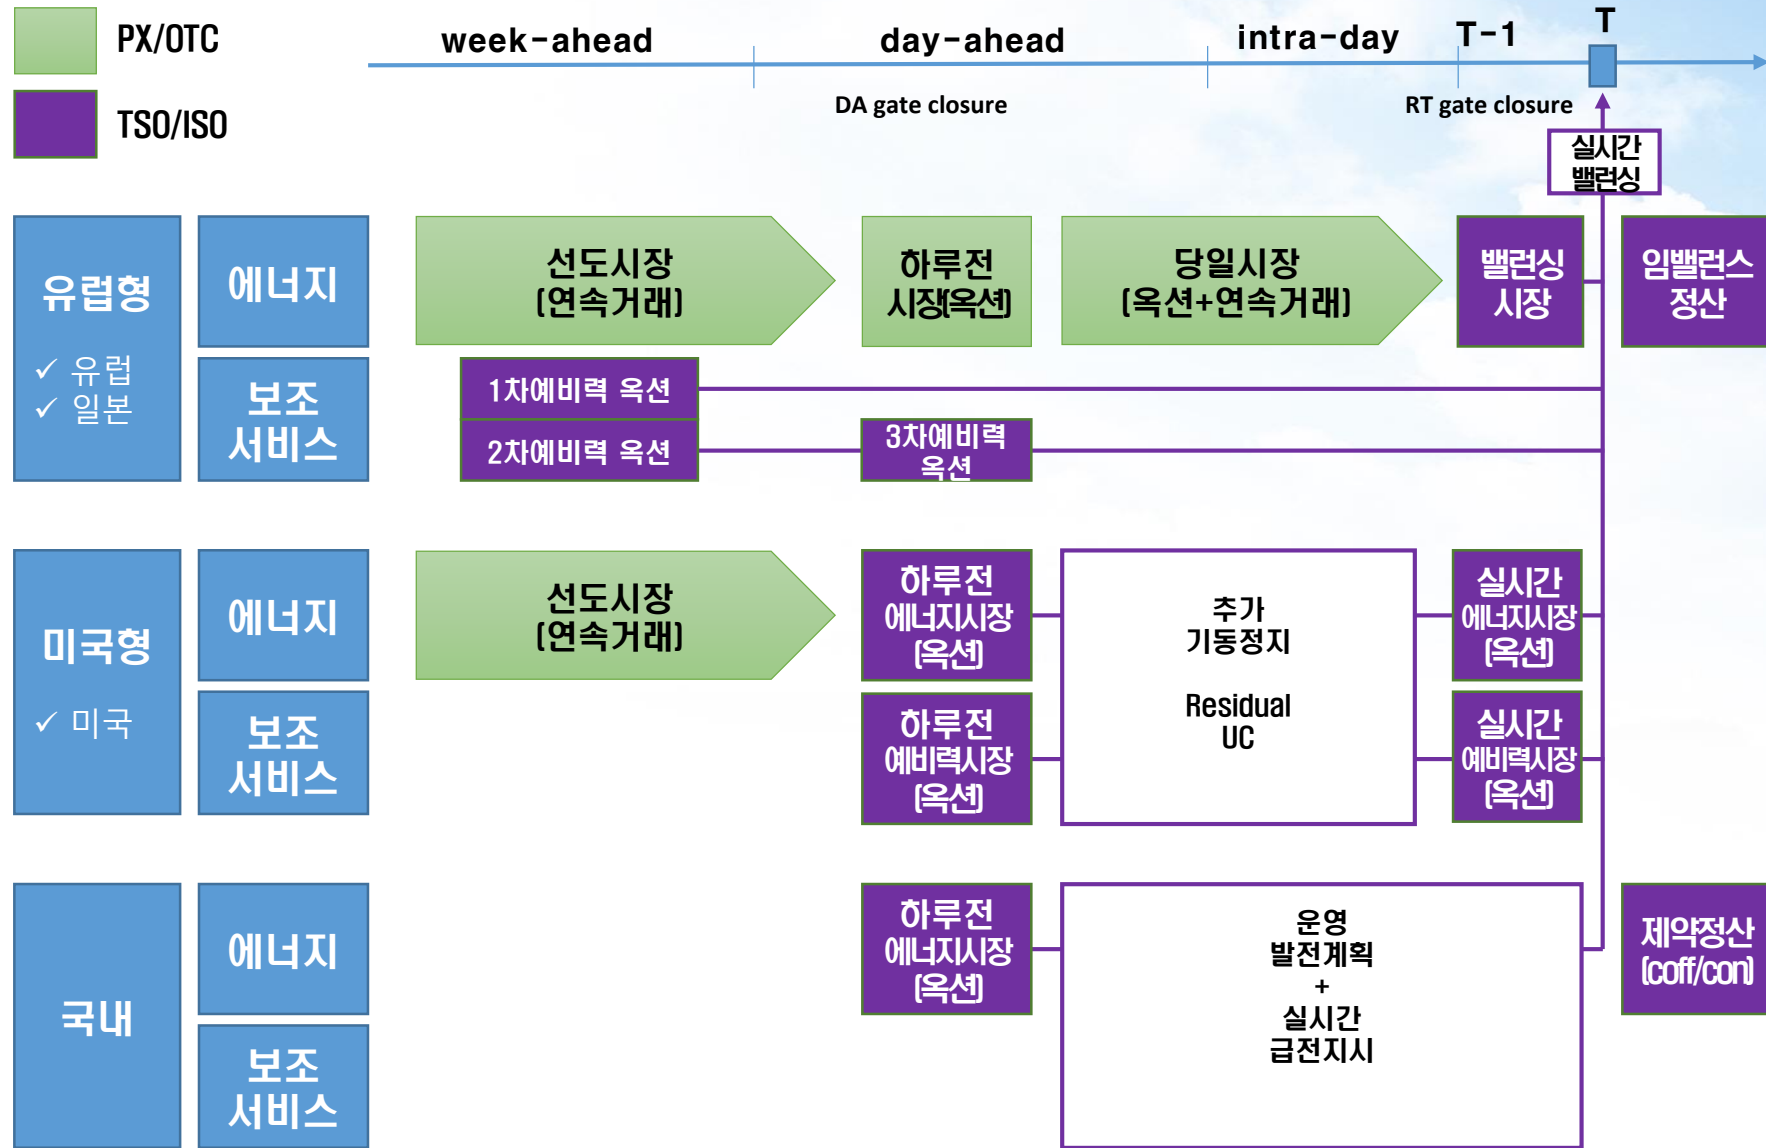 PX/OTC
TSO/ISO
week-ahead
day-ahead
intra-day
T-1
T
DA gate closure
RT gate closure
실시간
밸런싱
유럽형
✓ 유럽
✓ 일본
에너지
선도시장
(연속거래)
하루전
시장(옥션)
당일시장
(옥션+연속거래)
밸런싱
시장
임밸런스
정산
보조
서비스
1차예비력 옥션
2차예비력 옥션
3차예비력
옥션
미국형
✓ 미국
에너지
선도시장
(연속거래)
하루전
에너지시장
(옥션)
추가
기동정지
Residual
UC
실시간
에너지시장
(옥션)
보조
서비스
하루전
예비력시장
(옥션)
실시간
예비력시장
(옥션)
국내
에너지
하루전
에너지시장
(옥션)
운영
발전계획
+
실시간
급전지시
제약정산
(coff/con)
보조
서비스